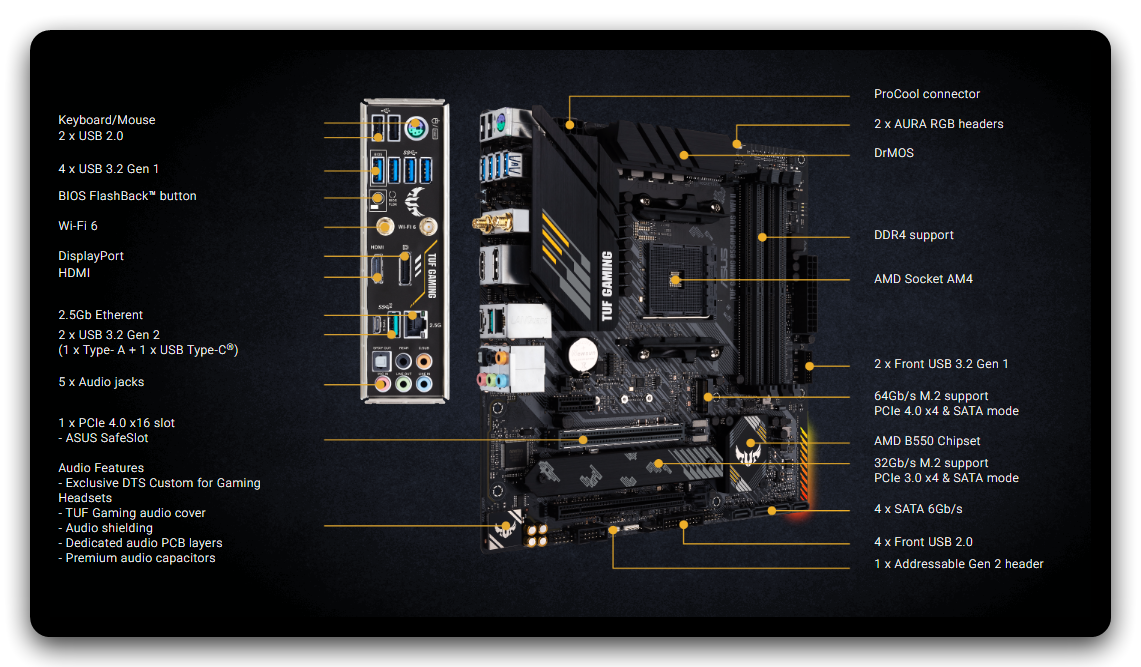 Keyboard/Mouse
2 x USB 2.0
4 x USB 3.2 Gen 1
BIOS FlashBack™ button
Wi-Fi 6
DisplayPort
HDMI
2.5Gb Etherent
2 x USB 3.2 Gen 2
(1 x Type- A + 1 x USB Type-C®)
5 x Audio jacks
1 x PCIe 4.0 x16 slot
- ASUS SafeSlot
Audio Features
- Exclusive DTS Custom for Gaming
Headsets
- TUF Gaming audio cover
- Audio shielding
- Dedicated audio PCB layers
- Premium audio capacitors
BIOS
Wi-Fi 6
HDMI
TUF GAMING
2.5G
TUF GAMING
ProCool connector
2 x AURA RGB headers
DrMOS
DDR4 support
AMD Socket AM4
2 x Front USB 3.2 Gen 1
64Gb/s M.2 support
PCIe 4.0 x4 & SATA mode
AMD B550 Chipset
32Gb/s M.2 support
PCIe 3.0 x4 & SATA mode
4 x SATA 6Gb/s
4 x Front USB 2.0
1 x Addressable Gen 2 header